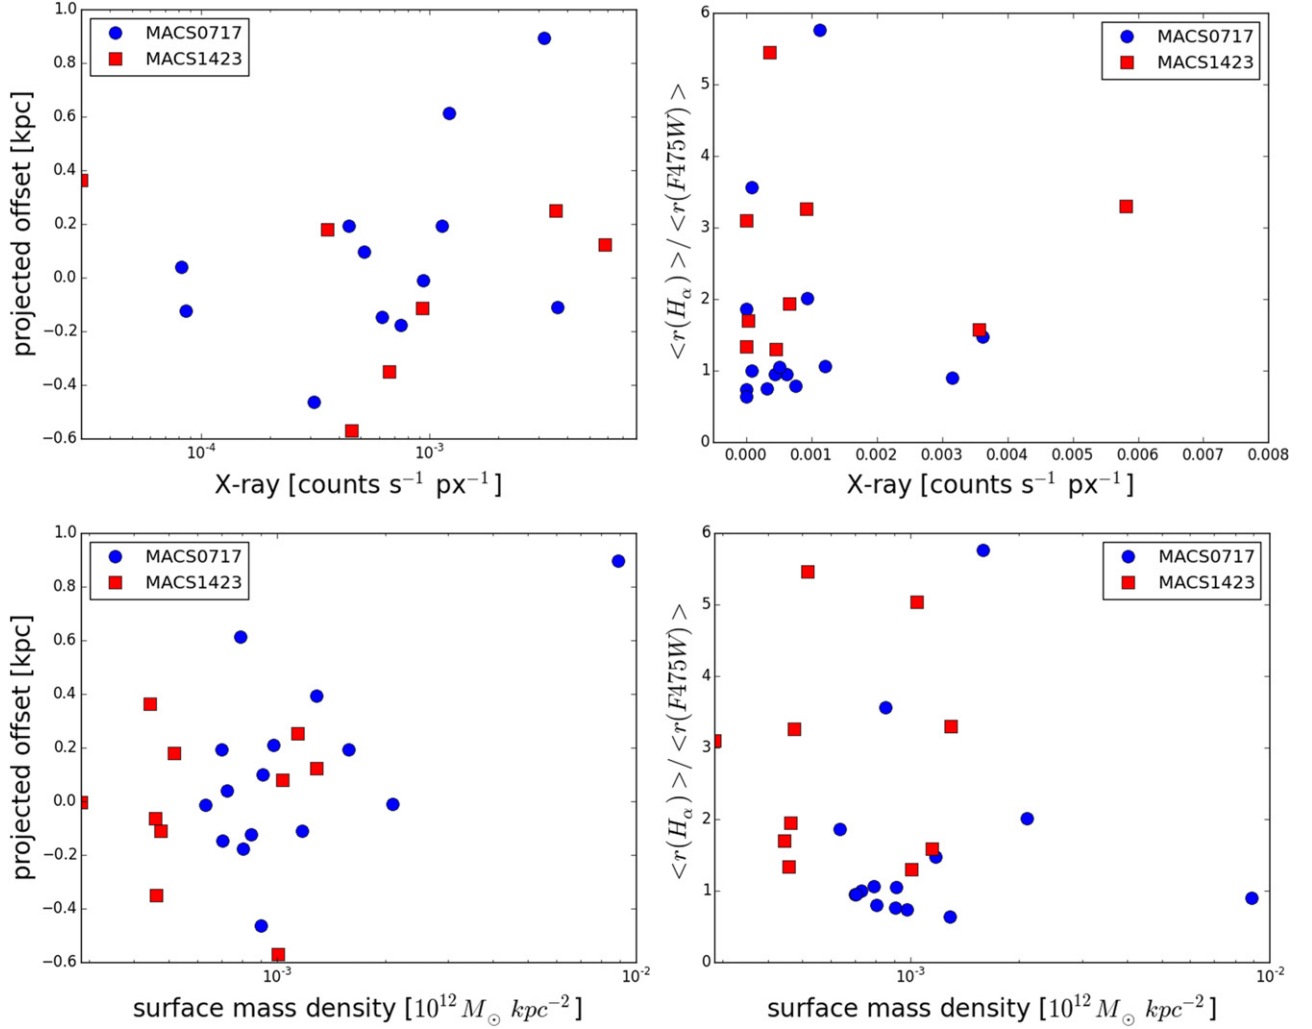 1.0
0.8
0.6
0.4
0.2
0.0
−0.2
−0.4
−0.6
projected offset [kpc]
MACS0717
MACS1423
10⁻⁴ 10⁻³
X-ray [counts s⁻¹ px⁻¹]
6
5
4
3
2
1
0
<r(H_α)>/<r(F475W)>
MACS0717
MACS1423
0.000 0.001 0.002 0.003 0.004 0.005 0.006 0.007 0.008
X-ray [counts s⁻¹ px⁻¹]
1.0
0.8
0.6
0.4
0.2
0.0
−0.2
−0.4
−0.6
projected offset [kpc]
MACS0717
MACS1423
10⁻³ 10⁻²
surface mass density [10¹² M_⊙ kpc⁻²]
6
5
4
3
2
1
0
<r(H_α)>/<r(F475W)>
MACS0717
MACS1423
10⁻³ 10⁻²
surface mass density [10¹² M_⊙ kpc⁻²]